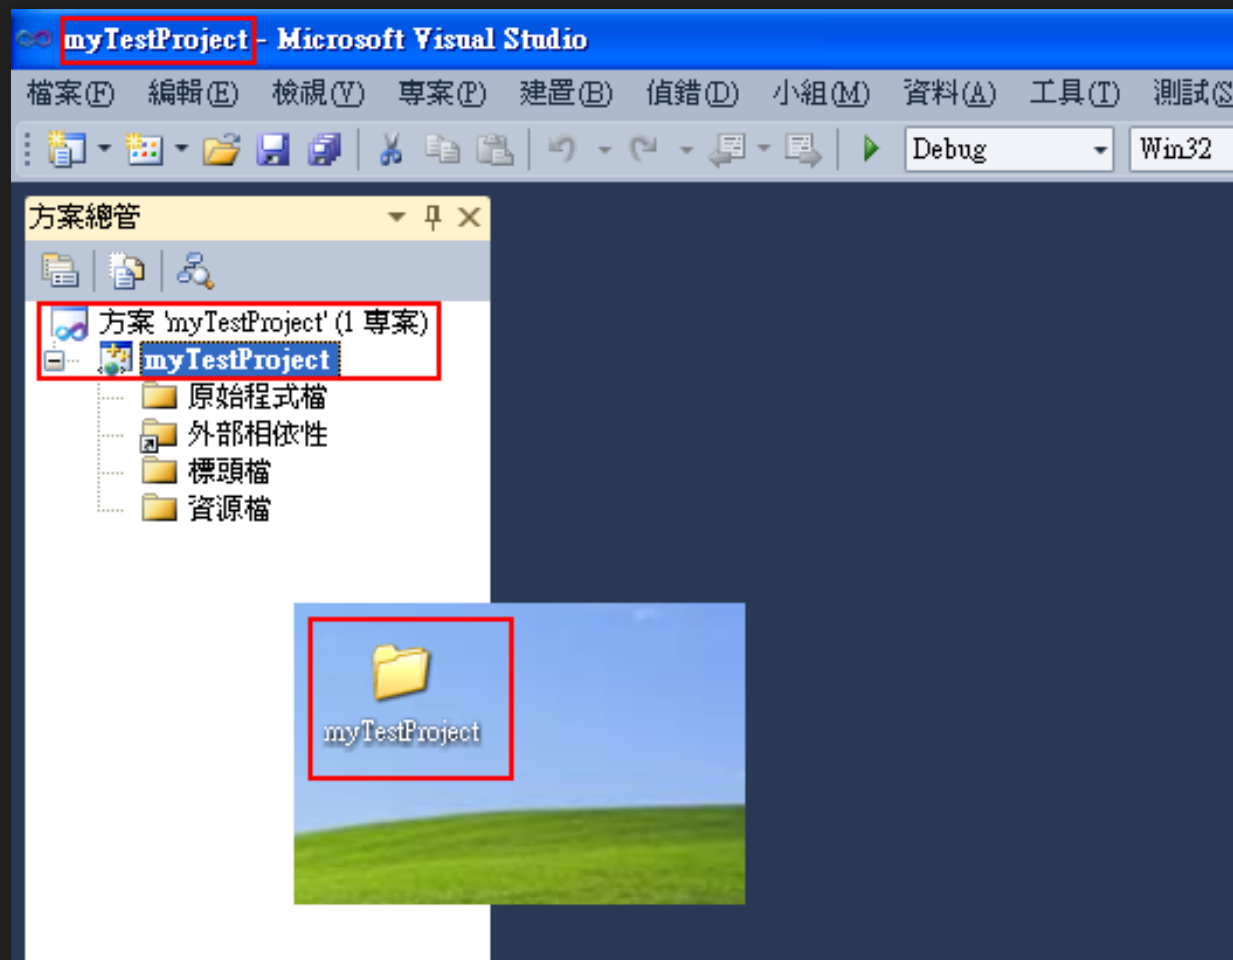 myTestProject - Microsoft Visual Studio
檔案(F) 編輯(E) 檢視(V) 專案(P) 建置(B) 偵錯(D) 小組(M) 資料(A) 工具(T) 測試(S
Debug Win32
方案總管
方案 'myTestProject' (1 專案)
myTestProject
原始程式檔
外部相依性
標頭檔
資源檔
myTestProject